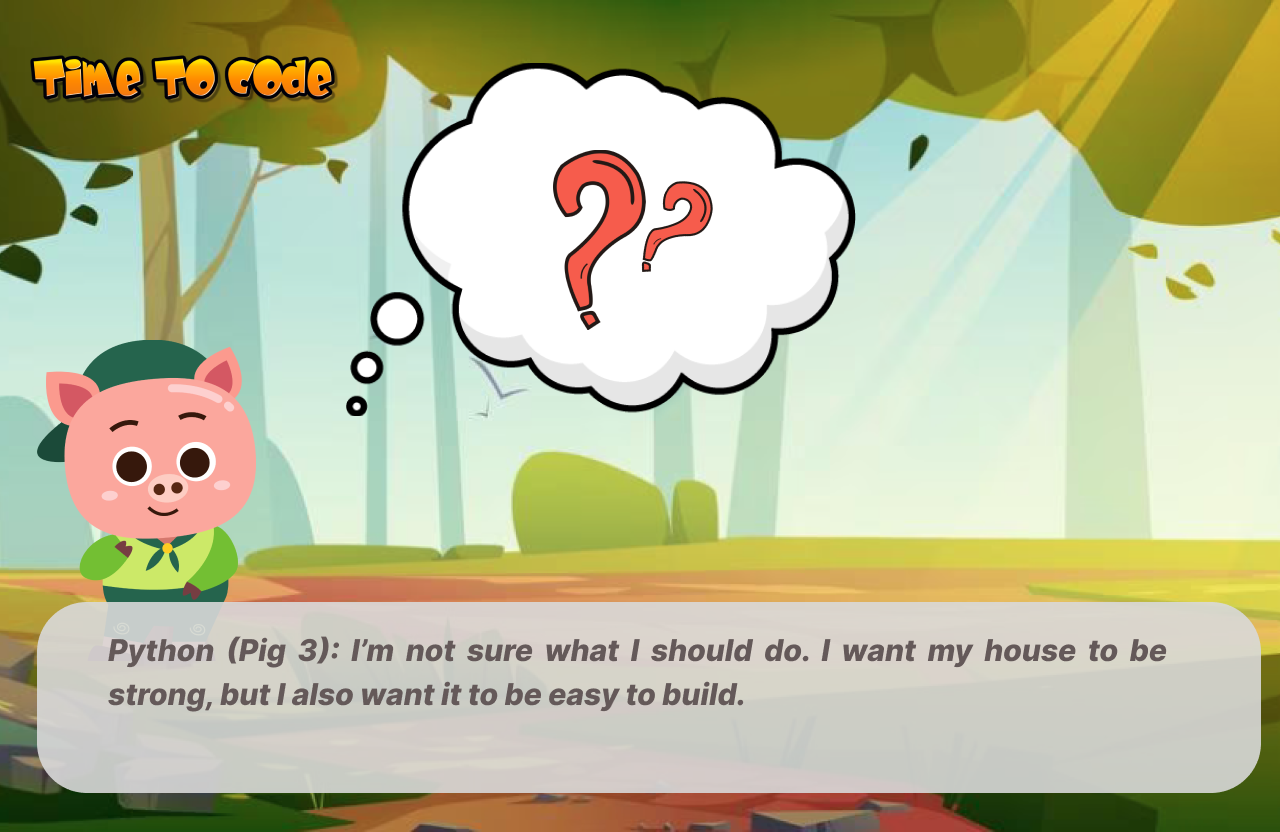 Time To Code
? ?
Python (Pig 3): I’m not sure what I should do. I want my house to be
strong, but I also want it to be easy to build.